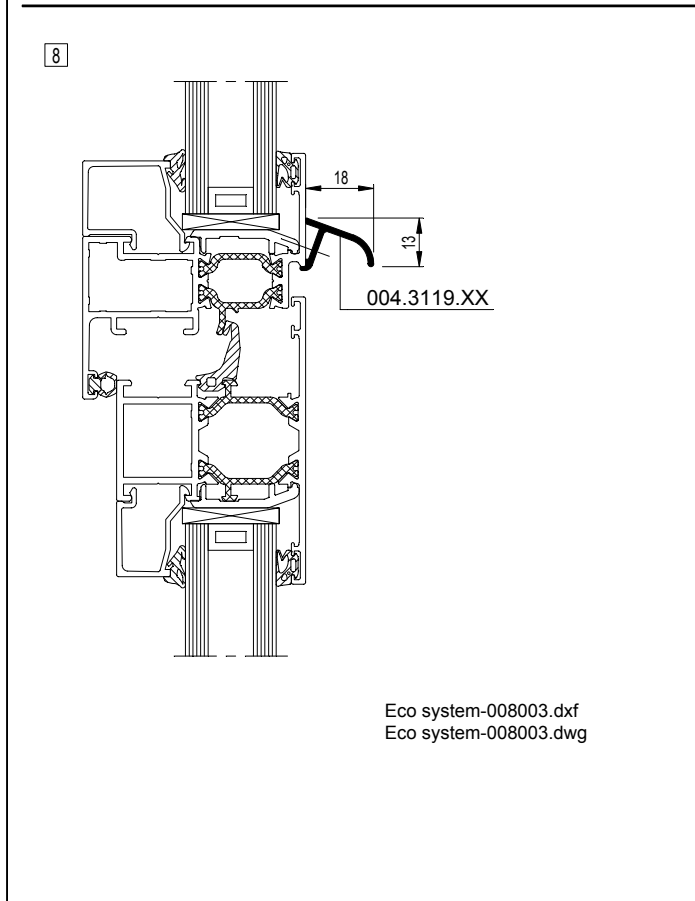 8
18
13
004.3119.XX
Eco system-008003.dxf
Eco system-008003.dwg